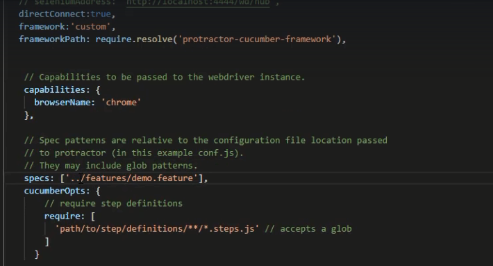 // seleniumAddress: 'http://localhost:4444/wd/hub',
directConnect:true,
framework:'custom',
frameworkPath: require.resolve('protractor-cucumber-framework'),
// Capabilities to be passed to the webdriver instance.
capabilities: {
browserName: 'chrome'
},
// Spec patterns are relative to the configuration file location passed
// to protractor (in this example conf.js).
// They may include glob patterns.
specs: ['../features/demo.feature'],
cucumberOpts: {
// require step definitions
require: [
'path/to/step/definitions/**/*.steps.js' // accepts a glob
]
}